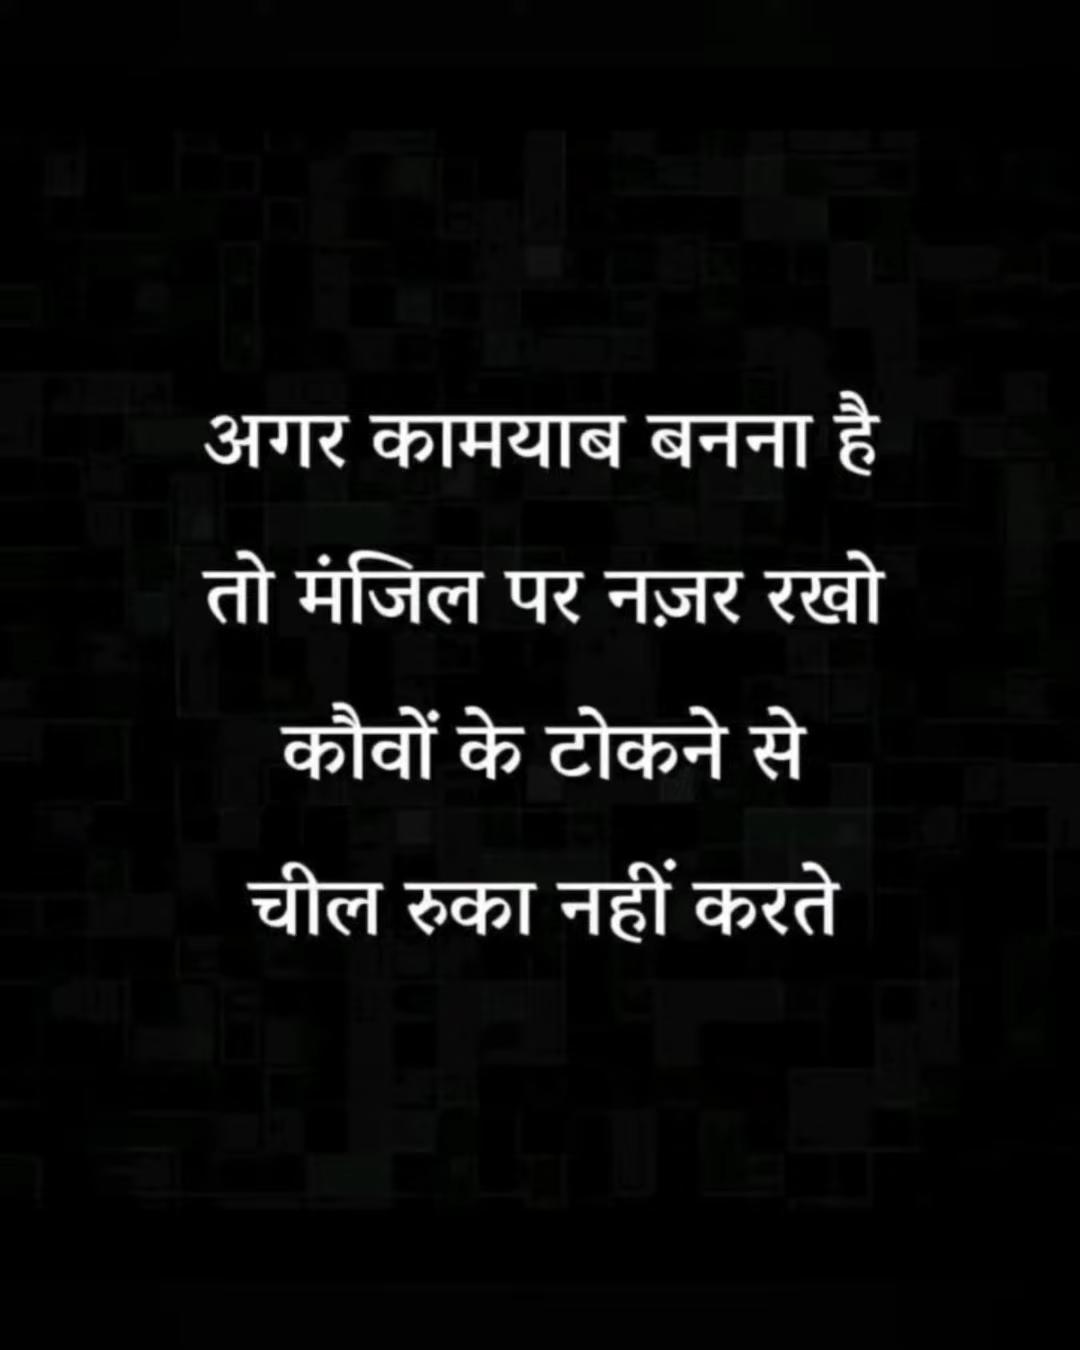 अगर कामयाब बनना है
तो मंजिल पर नज़र रखो
कौवों के टोकने से
चील रुका नहीं करते